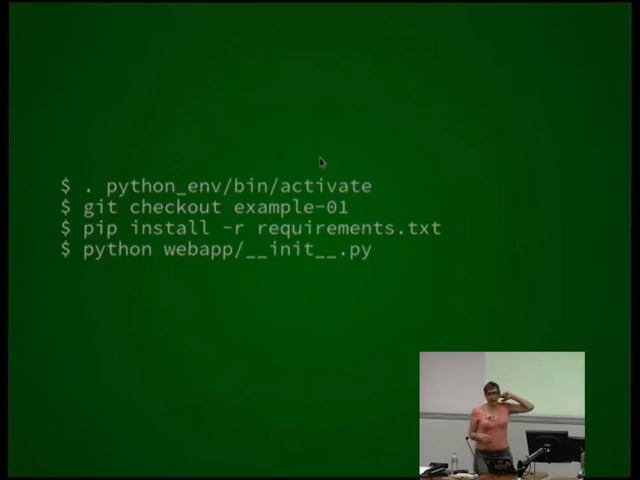 $ . python_env/bin/activate
$ git checkout example-01
$ pip install -r requirements.txt
$ python webapp/__init__.py